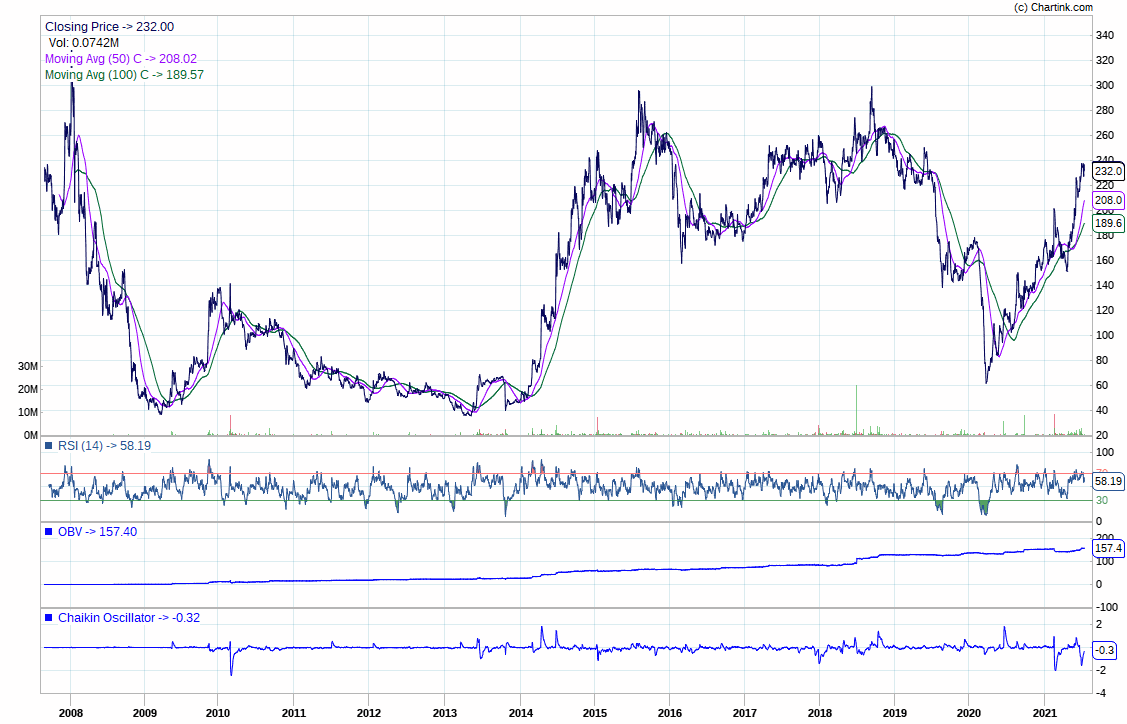 (c) Chartink.com
Closing Price -> 232.00
Vol: 0.0742M
Moving Avg (50) C -> 208.02
Moving Avg (100) C -> 189.57
340
320
300
280
260
240
232.0
220
208.0
200
189.6
180
160
140
120
100
80
60
40
20
30M
20M
10M
0M
RSI (14) -> 58.19
100
70
58.19
30
0
OBV -> 157.40
200
157.4
100
0
-100
Chaikin Oscillator -> -0.32
2
-0.3
-2
-4
2008 2009 2010 2011 2012 2013 2014 2015 2016 2017 2018 2019 2020 2021